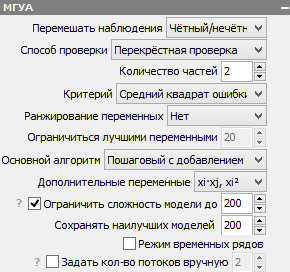 МГУА
Перемешать наблюдения Чётный/нечётн
Способ проверки Перекрёстная проверка
Количество частей 2
Критерий Средний квадрат ошибки
Ранжирование переменных Нет
Ограничиться лучшими переменными 20
Основной алгоритм Пошаговый с добавлением
Дополнительные переменные xi·xj, xi²
? Ограничить сложность модели до 200
Сохранять наилучших моделей 200
Режим временных рядов
? Задать кол-во потоков вручную 2